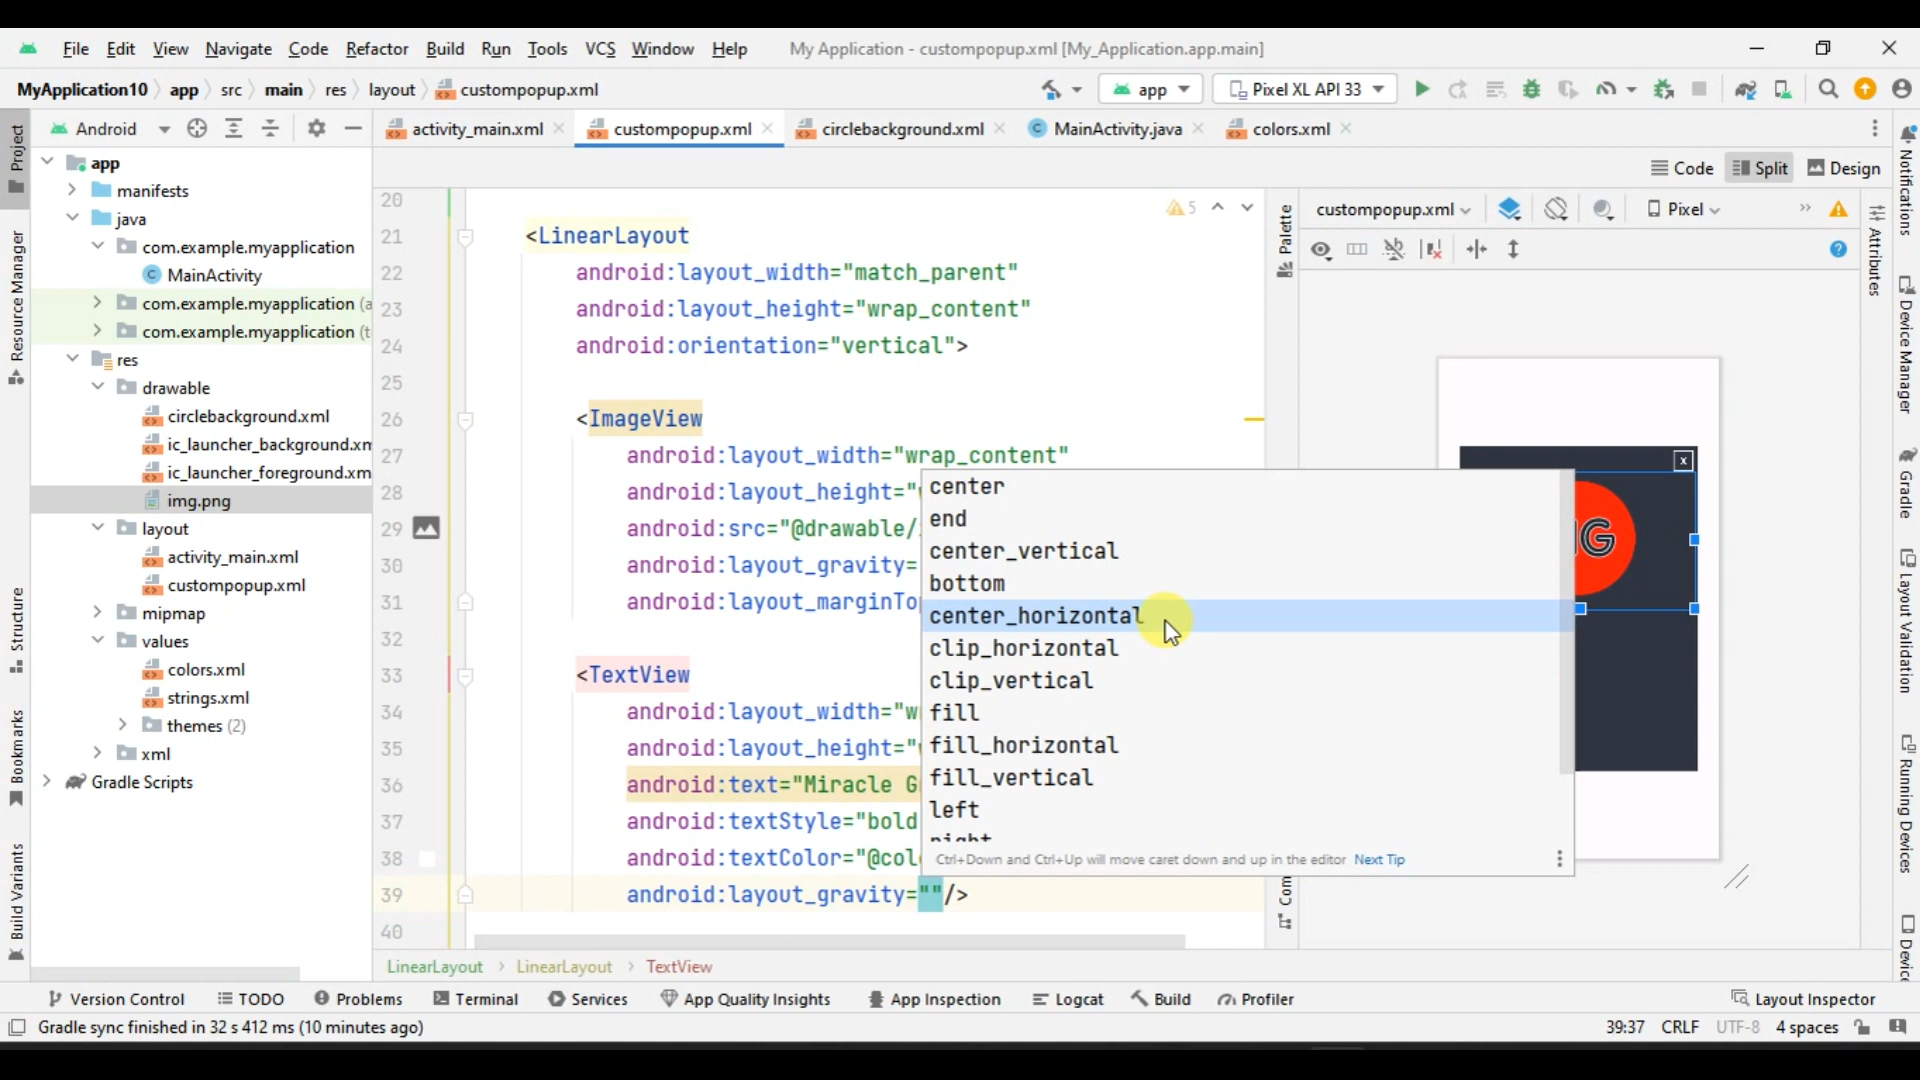 File Edit View Navigate Code Refactor Build Run Tools VCS Window Help My Application - custompopup.xml [My_Application.app.main]
MyApplication10 app src main res layout custompopup.xml app Pixel XL API 33
Android activity_main.xml custompopup.xml circlebackground.xml MainActivity.java colors.xml
Code Split Design
Project
Resource Manager
Structure
Bookmarks
Build Variants
app
manifests
java
com.example.myapplication
MainActivity
com.example.myapplication (a
com.example.myapplication (t
res
drawable
circlebackground.xml
ic_launcher_background.xm
ic_launcher_foreground.xm
img.png
layout
activity_main.xml
custompopup.xml
mipmap
values
colors.xml
strings.xml
themes (2)
xml
Gradle Scripts
20
21 <LinearLayout
22 android:layout_width="match_parent"
23 android:layout_height="wrap_content"
24 android:orientation="vertical">
25
26 <ImageView
27 android:layout_width="wrap_content"
28 android:layout_height="
29 android:src="@drawable/
30 android:layout_gravity=
31 android:layout_marginTo
32
33 <TextView
34 android:layout_width="w
35 android:layout_height="
36 android:text="Miracle G
37 android:textStyle="bold
38 android:textColor="@col
39 android:layout_gravity=""/>
40
5
center
end
center_vertical
bottom
center_horizontal
clip_horizontal
clip_vertical
fill
fill_horizontal
fill_vertical
left
right
Ctrl+Down and Ctrl+Up will move caret down and up in the editor Next Tip
Palette
Com
custompopup.xml Pixel
x
G
Attributes
Notifications
Device Manager
Gradle
Layout Validation
Running Devices
Devic
LinearLayout LinearLayout TextView
Version Control TODO Problems Terminal Services App Quality Insights App Inspection Logcat Build Profiler Layout Inspector
Gradle sync finished in 32 s 412 ms (10 minutes ago) 39:37 CRLF UTF-8 4 spaces